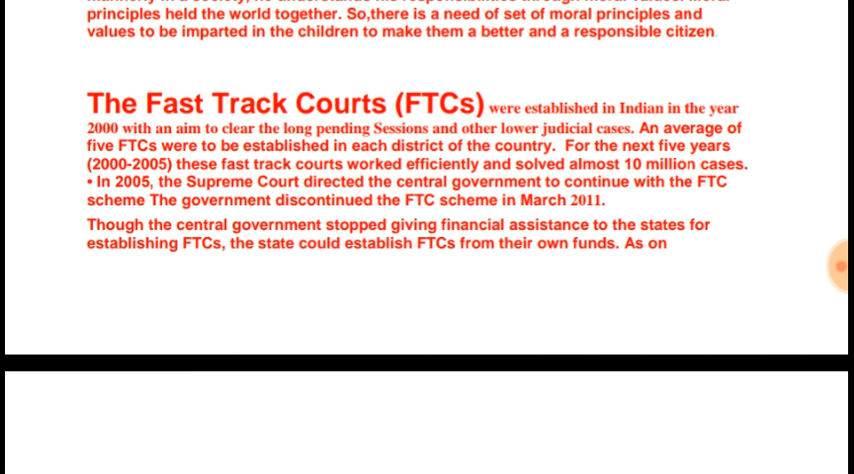 principles held the world together. So,there is a need of set of moral principles and
values to be imparted in the children to make them a better and a responsible citizen.
The Fast Track Courts (FTCs) were established in Indian in the year
2000 with an aim to clear the long pending Sessions and other lower judicial cases. An average of
five FTCs were to be established in each district of the country. For the next five years
(2000-2005) these fast track courts worked efficiently and solved almost 10 million cases.
• In 2005, the Supreme Court directed the central government to continue with the FTC
scheme The government discontinued the FTC scheme in March 2011.
Though the central government stopped giving financial assistance to the states for
establishing FTCs, the state could establish FTCs from their own funds. As on